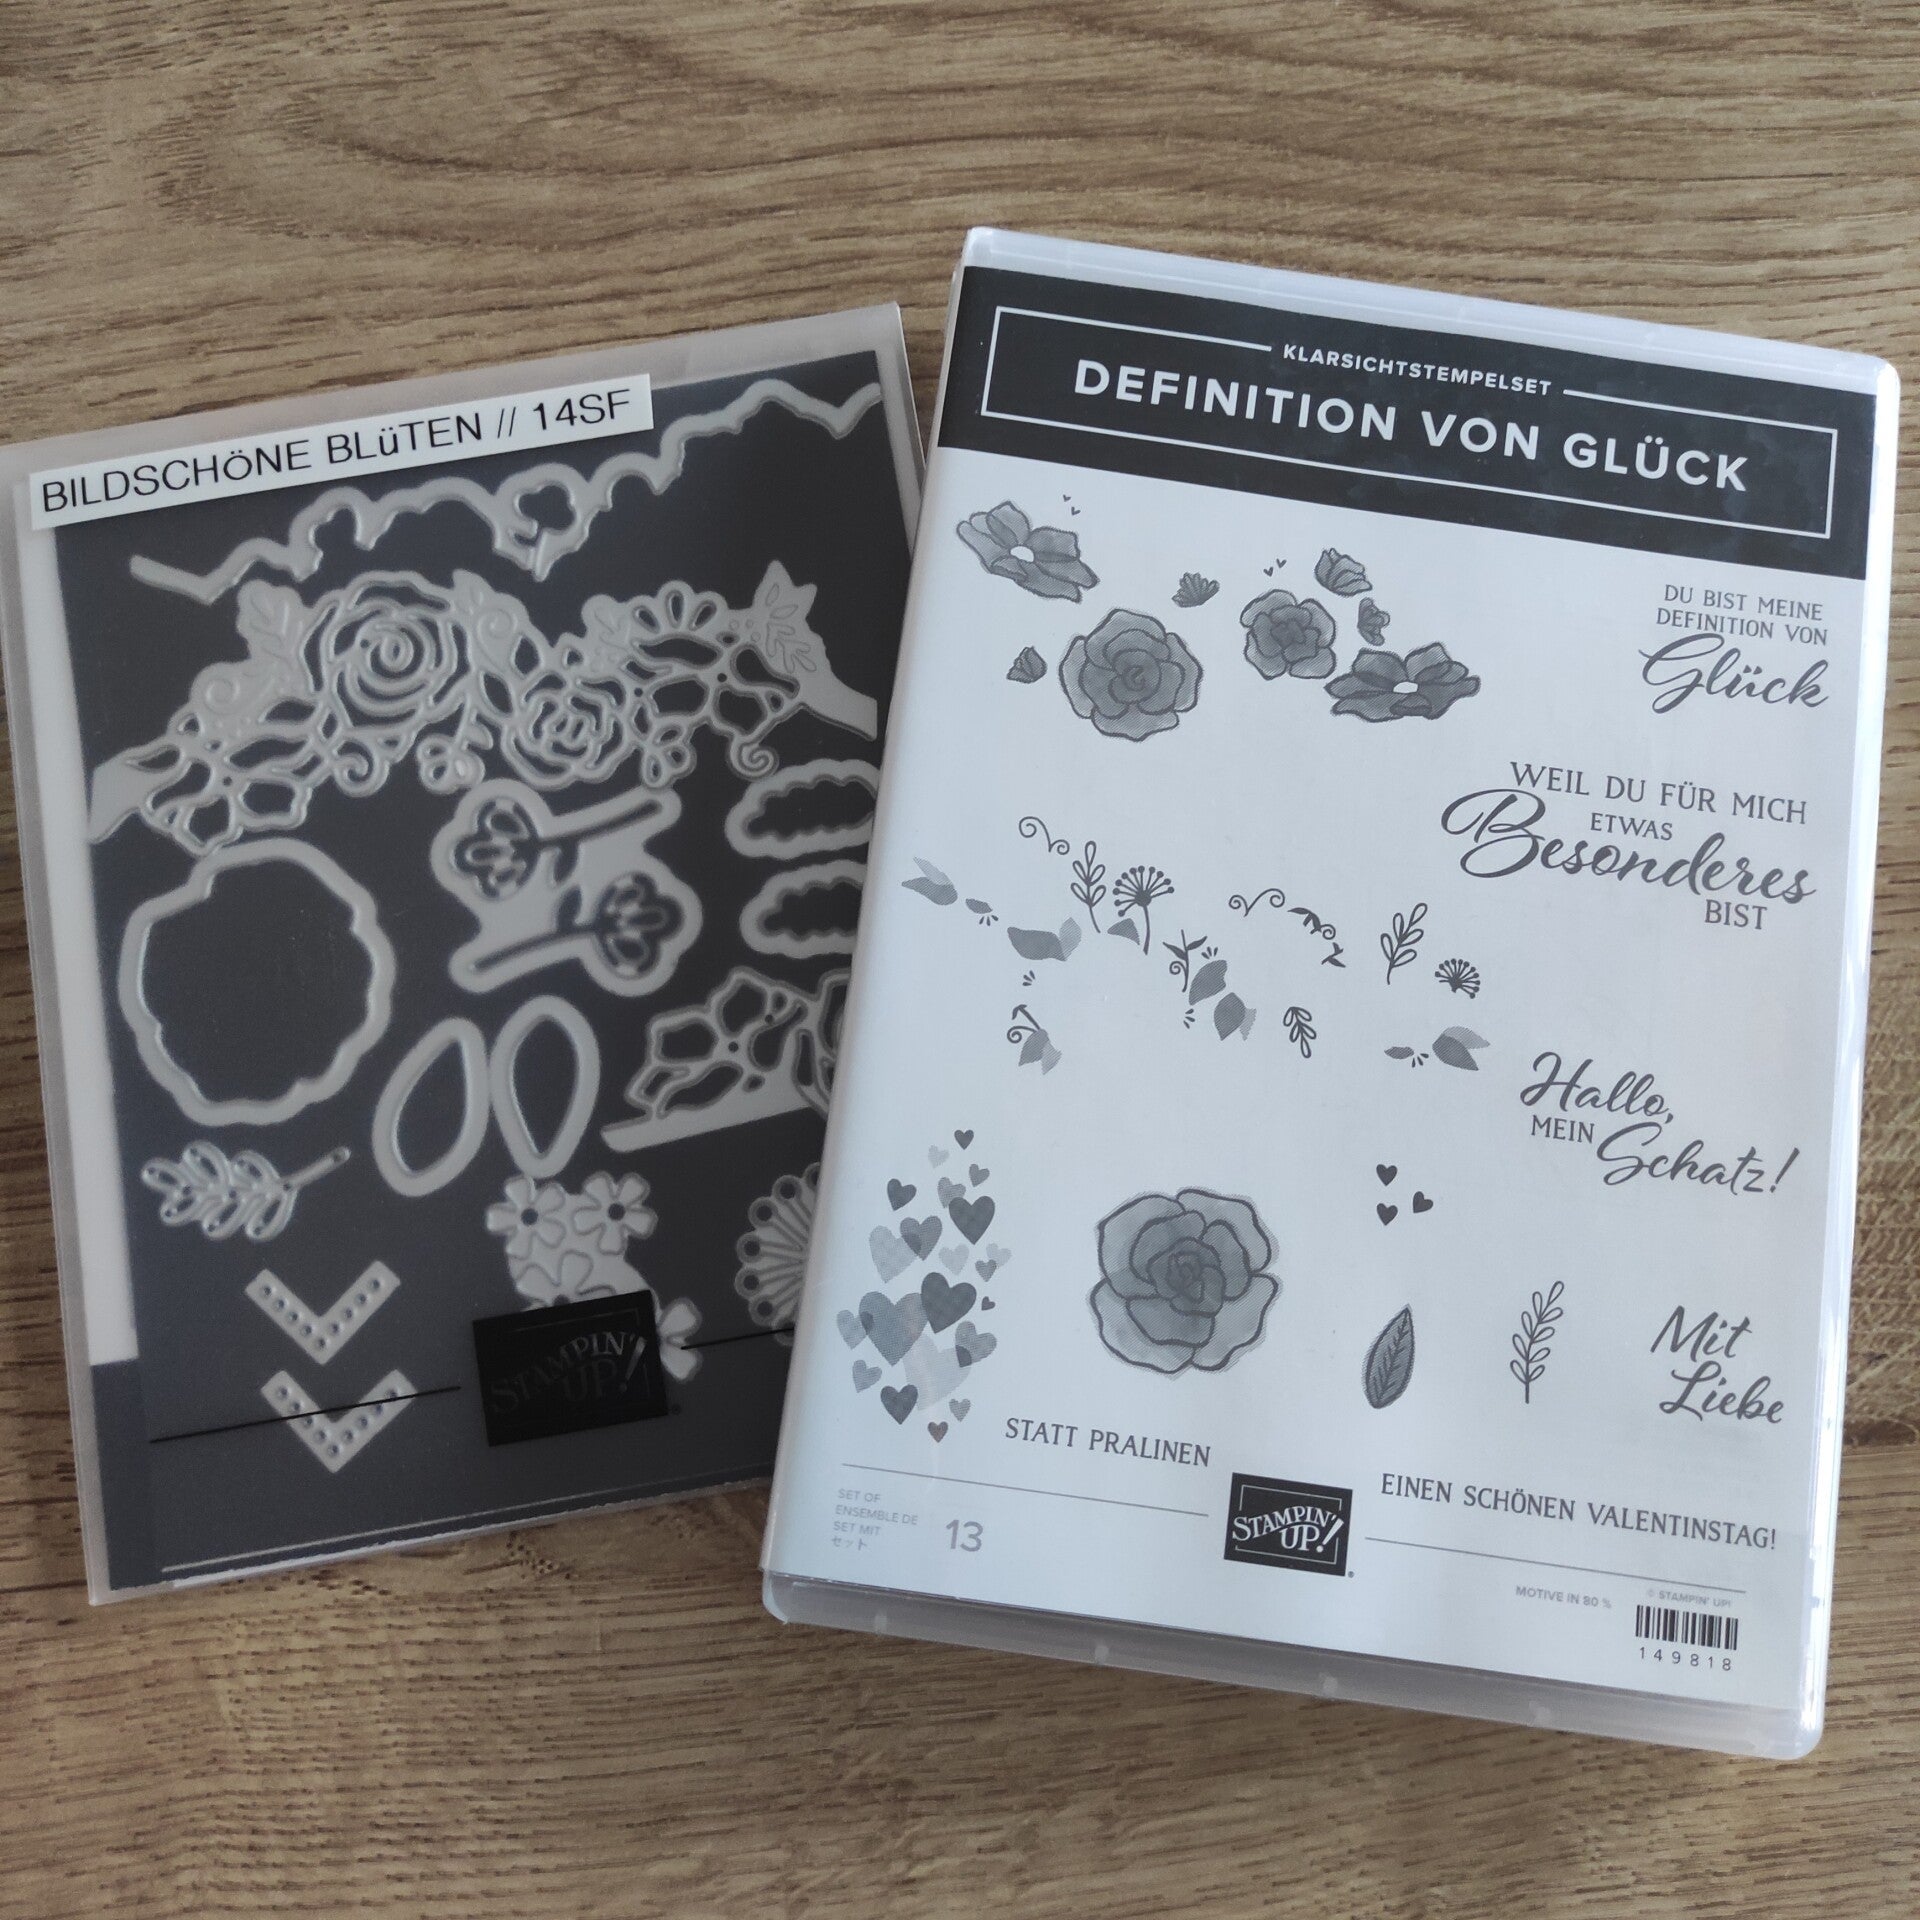 BILDSCHÖNE BLüTEN // 14SF
STAMPIN'
UP!
KLARSICHTSTEMPELSET
DEFINITION VON GLÜCK
DU BIST MEINE
DEFINITION VON
Glück
WEIL DU FÜR MICH
ETWAS
Besonderes
BIST
Hallo,
MEIN Schatz!
Mit
Liebe
STATT PRALINEN
EINEN SCHÖNEN VALENTINSTAG!
SET OF
ENSEMBLE DE
SET MIT
セット
13
STAMPIN'
UP!
MOTIVE IN 80 %
© STAMPIN' UP!
149818